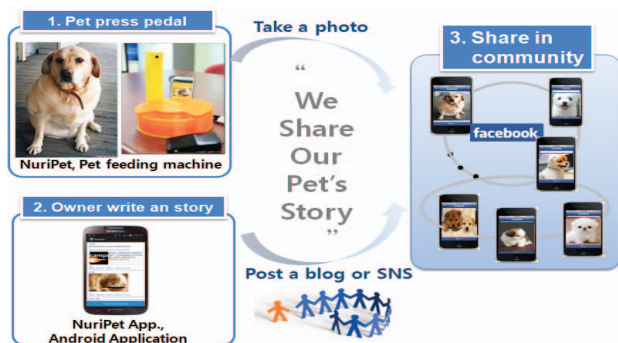 1. Pet press pedal
NuriPet, Pet feeding machine
2. Owner write an story
NuriPet App.,
Android Application
Take a photo
“
We
Share
Our
Pet's
Story
”
Post a blog or SNS
3. Share in
community
facebook